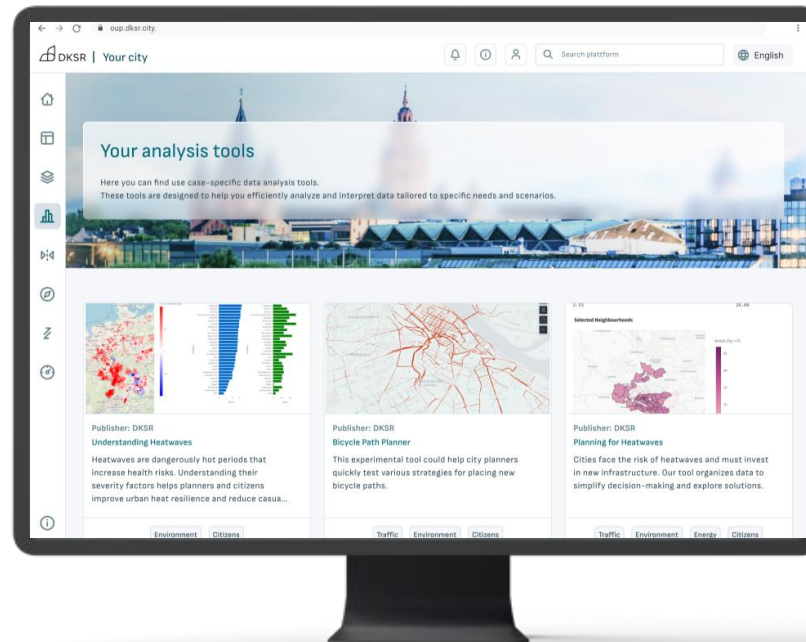 oup.dksr.city.
DKSR | Your city
Search plattform
English
Your analysis tools
Here you can find use case-specific data analysis tools.
These tools are designed to help you efficiently analyze and interpret data tailored to specific needs and scenarios.
2.53
Selected Neighbourhoods
Publisher: DKSR
Understanding Heatwaves
Heatwaves are dangerously hot periods that
increase health risks. Understanding their
severity factors helps planners and citizens
improve urban heat resilience and reduce casua...
Environment Citizens
Publisher: DKSR
Bicycle Path Planner
This experimental tool could help city planners
quickly test various strategies for placing new
bicycle paths.
Traffic Environment Citizens
Publisher: DKSR
Planning for Heatwaves
Cities face the risk of heatwaves and must invest
in new infrastructure. Our tool organizes data to
simplify decision-making and explore solutions.
Traffic Environment Energy Citizens